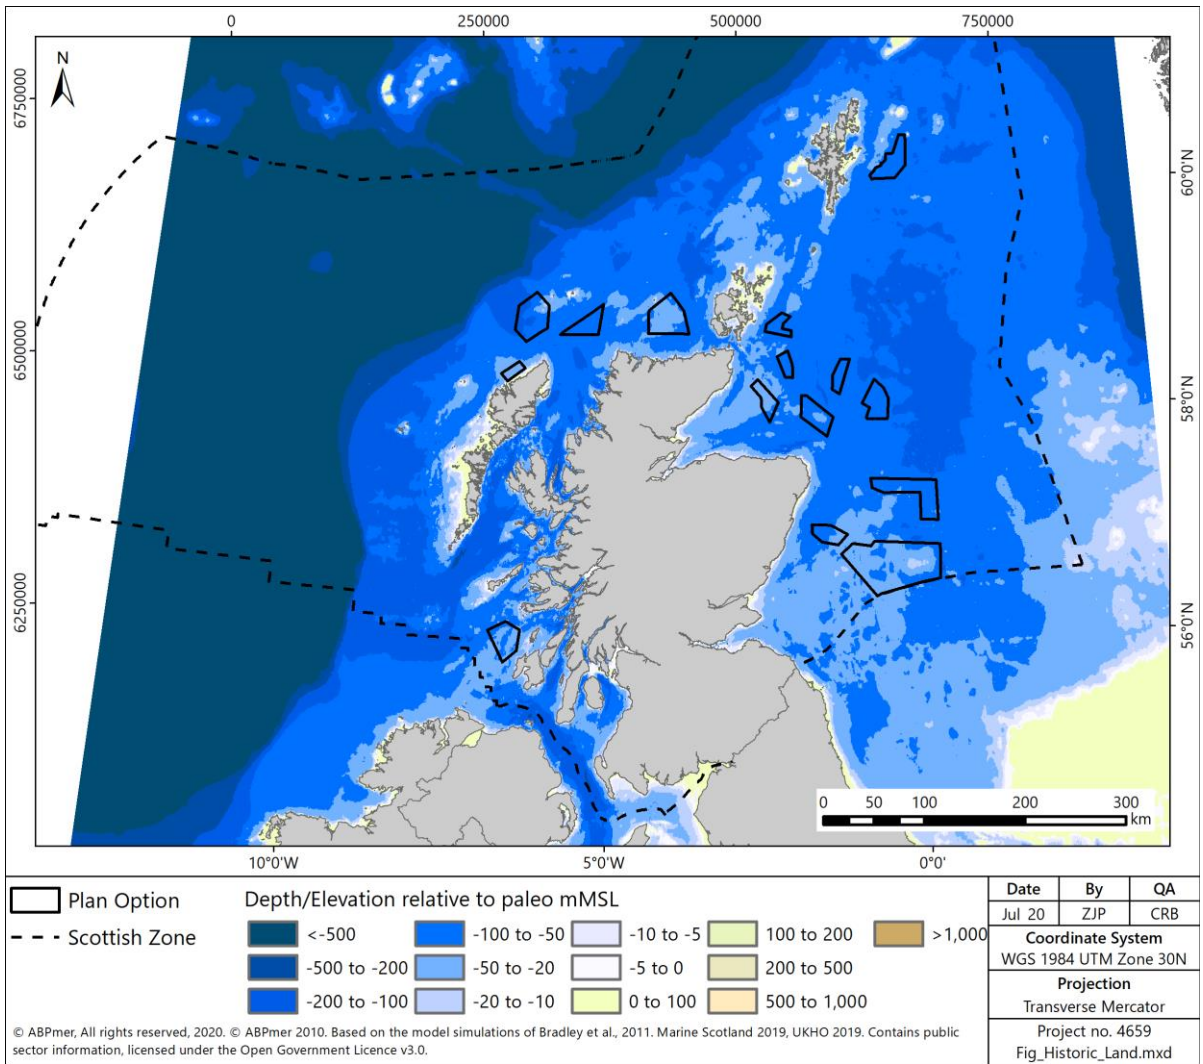 0 250000 500000 750000
N
6750000
6500000
6250000
60°0'N
58°0'N
56°0'N
0 50 100 200 300
km
10°0'W 5°0'W 0°0'
Plan Option
Scottish Zone
Depth/Elevation relative to paleo mMSL
<-500 -100 to -50 -10 to -5 100 to 200 >1,000
-500 to -200 -50 to -20 -5 to 0 200 to 500
-200 to -100 -20 to -10 0 to 100 500 to 1,000
© ABPmer, All rights reserved, 2020. © ABPmer 2010. Based on the model simulations of Bradley et al., 2011. Marine Scotland 2019, UKHO 2019. Contains public
sector information, licensed under the Open Government Licence v3.0.
Date By QA
Jul 20 ZJP CRB
Coordinate System
WGS 1984 UTM Zone 30N
Projection
Transverse Mercator
Project no. 4659
Fig_Historic_Land.mxd